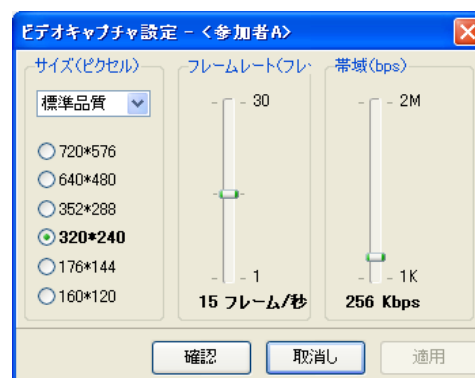 ビデオキャプチャ設定 - <参加者A>
サイズ(ピクセル)
標準品質
720*576
640*480
352*288
320*240
176*144
160*120
フレームレート(フレ
30
1
15 フレーム/秒
帯域(bps)
2M
1K
256 Kbps
確認
取消し
適用